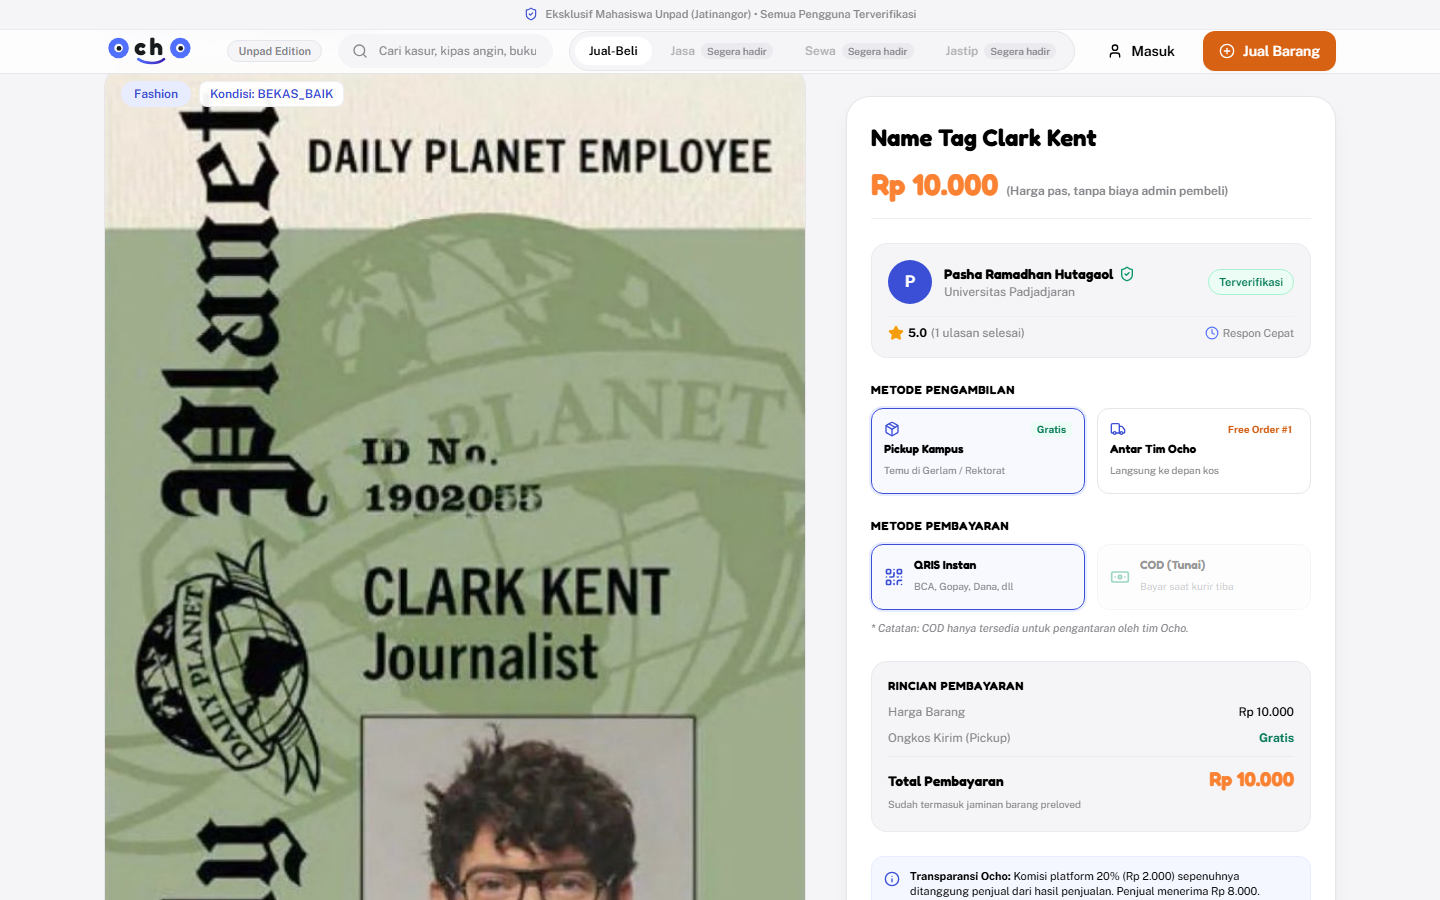 Eksklusif Mahasiswa Unpad (Jatinangor) • Semua Pengguna Terverifikasi
ocho
Unpad Edition
Cari kasur, kipas angin, buku
Jual-Beli
Jasa Segera hadir
Sewa Segera hadir
Jastip Segera hadir
Masuk
Jual Barang
Fashion
Kondisi: BEKAS_BAIK
DAILY PLANET EMPLOYEE
PLANET
ID No.
1902055
CLARK KENT
Journalist
DAILY PLANET
Name Tag Clark Kent
Rp 10.000 (Harga pas, tanpa biaya admin pembeli)
P
Pasha Ramadhan Hutagaol
Universitas Padjadjaran
Terverifikasi
5.0 (1 ulasan selesai)
Respon Cepat
METODE PENGAMBILAN
Gratis
Pickup Kampus
Temu di Gerlam / Rektorat
Free Order #1
Antar Tim Ocho
Langsung ke depan kos
METODE PEMBAYARAN
QRIS Instan
BCA, Gopay, Dana, dll
COD (Tunai)
Bayar saat kurir tiba
* Catatan: COD hanya tersedia untuk pengantaran oleh tim Ocho.
RINCIAN PEMBAYARAN
Harga Barang Rp 10.000
Ongkos Kirim (Pickup) Gratis
Total Pembayaran Rp 10.000
Sudah termasuk jaminan barang preloved
Transparansi Ocho: Komisi platform 20% (Rp 2.000) sepenuhnya
ditanggung penjual dari hasil penjualan. Penjual menerima Rp 8.000.